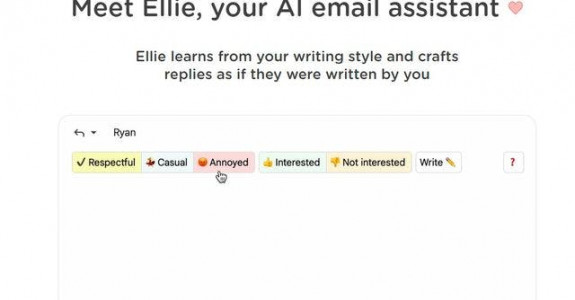 Meet Ellie, your AI email assistant
Ellie learns from your writing style and crafts
replies as if they were written by you
Ryan
Respectful Casual Annoyed Interested Not interested Write ?